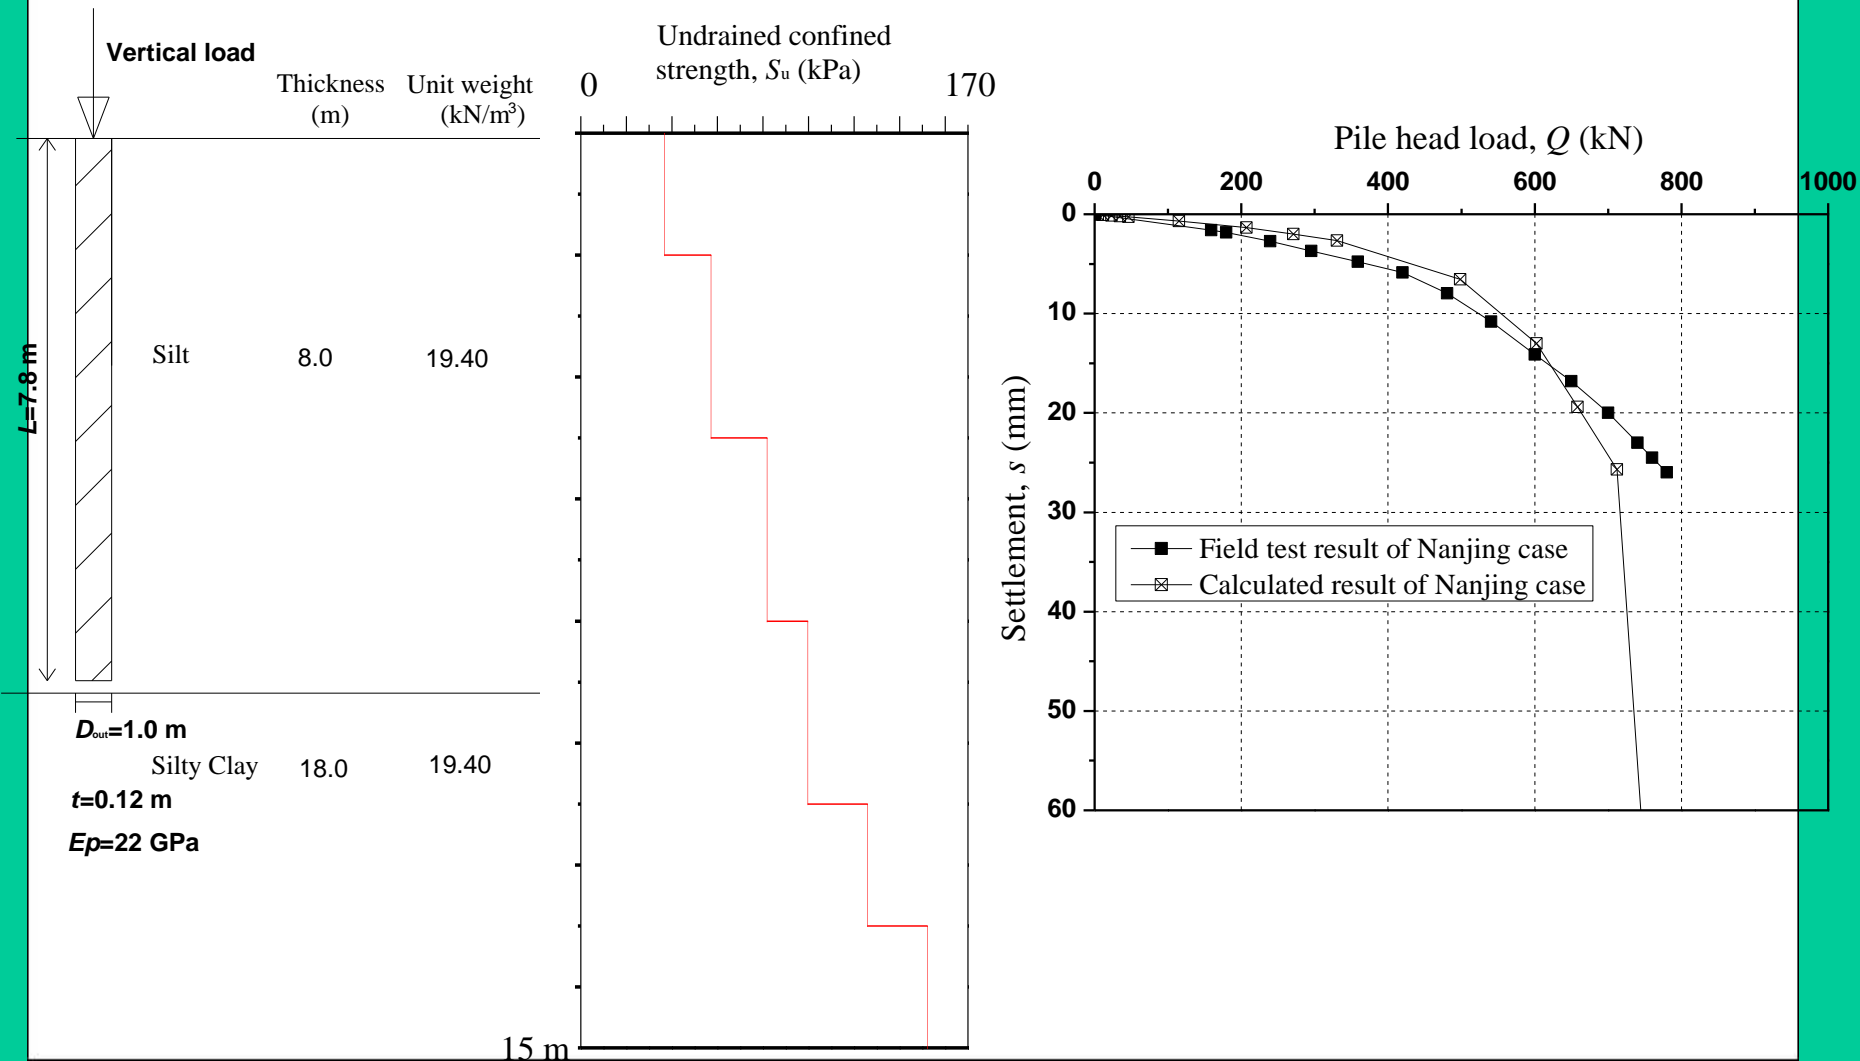 Vertical load
Thickness
(m)
Unit weight
(kN/m³)
L=7.8 m
Silt
8.0
19.40
Dout=1.0 m
Silty Clay
18.0
19.40
t=0.12 m
Ep=22 GPa
Undrained confined
strength, Su (kPa)
0
170
15 m
Pile head load, Q (kN)
0 200 400 600 800 1000
Settlement, s (mm)
0
10
20
30
40
50
60
Field test result of Nanjing case
Calculated result of Nanjing case